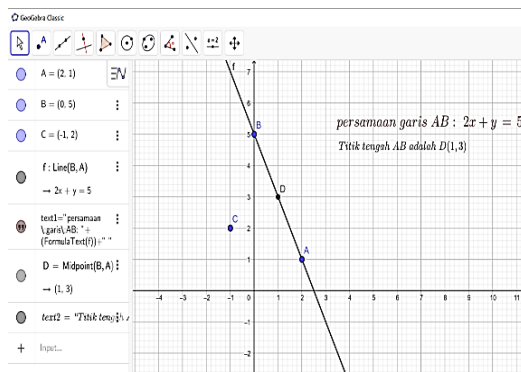 GeoGebra Classic
A
a=2
A = (2, 1)
B = (0, 5)
C = (-1, 2)
f : Line(B, A)
→ 2x + y = 5
text1="persamaan
\ garis\ AB: "+
(FormulaText(f))+" "
D = Midpoint(B, A)
→ (1, 3)
text2 = "Titik
Input...
f
persamaan garis AB : 2x + y = 5
Titik tengah AB adalah D(1,3)
B
D
C
A
7
6
5
4
3
2
1
0
-1
-2
-4 -3 -2 -1 0 1 2 3 4 5 6 7 8 9 10 11